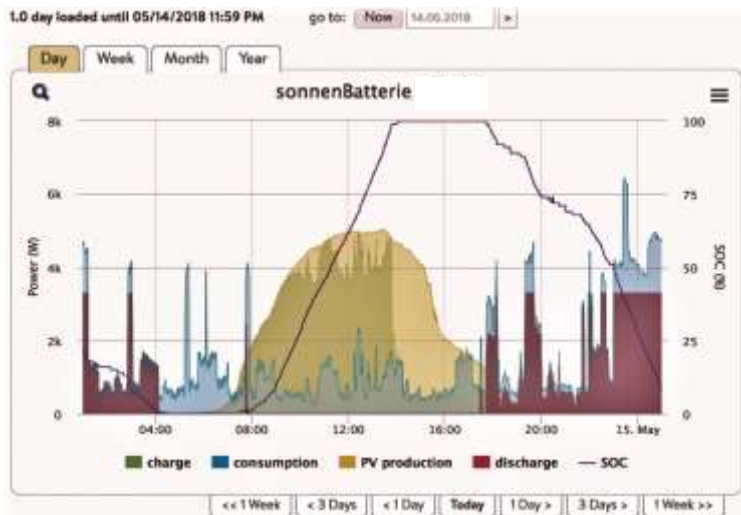 1.0 day loaded until 05/14/2018 11:59 PM go to: Now 14.05.2018 >
Day Week Month Year
sonnenBatterie
8k 100
6k 75
4k 50
2k 25
0 0
Power (W)
SOC (%)
04:00 08:00 12:00 16:00 20:00 15. May
charge consumption PV production discharge SOC
<< 1 Week < 3 Days < 1 Day Today 1 Day > 3 Days > 1 Week >>